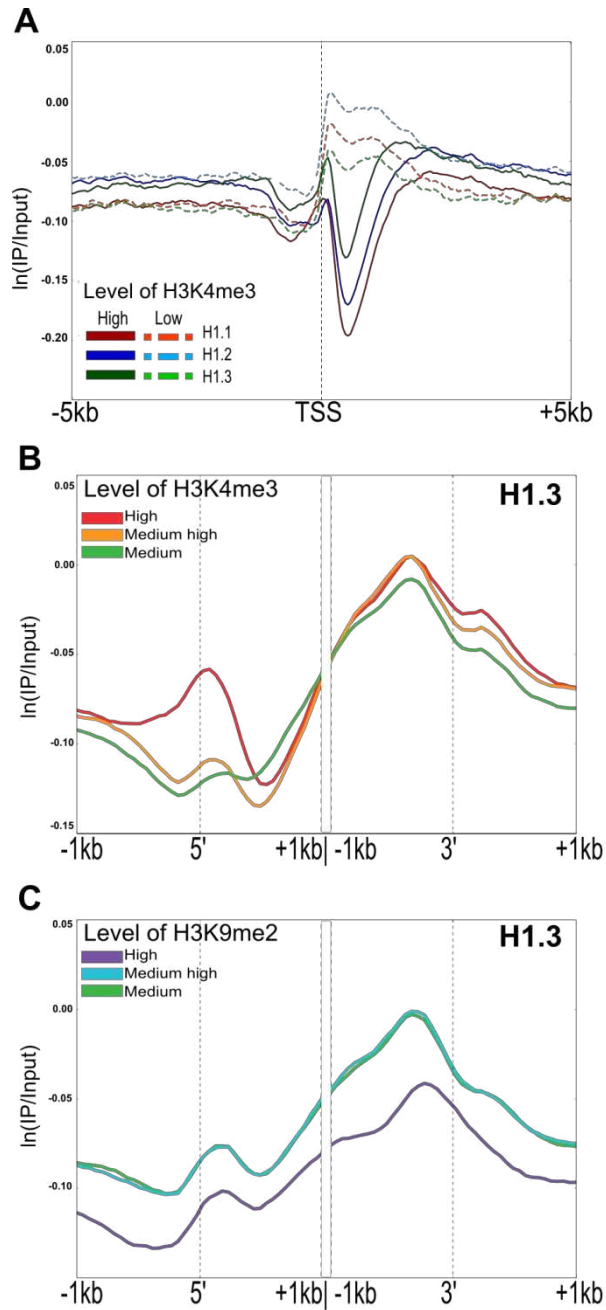 A
0.05
0.00
-0.05
-0.10
-0.15
-0.20
ln(IP/Input)
Level of H3K4me3
High Low
H1.1
H1.2
H1.3
-5kb TSS +5kb
B
0.05
0.00
-0.05
-0.10
-0.15
ln(IP/Input)
Level of H3K4me3
High
Medium high
Medium
H1.3
-1kb 5' +1kb| -1kb 3' +1kb
C
0.05
0.00
-0.05
-0.10
ln(IP/Input)
Level of H3K9me2
High
Medium high
Medium
H1.3
-1kb 5' +1kb| -1kb 3' +1kb